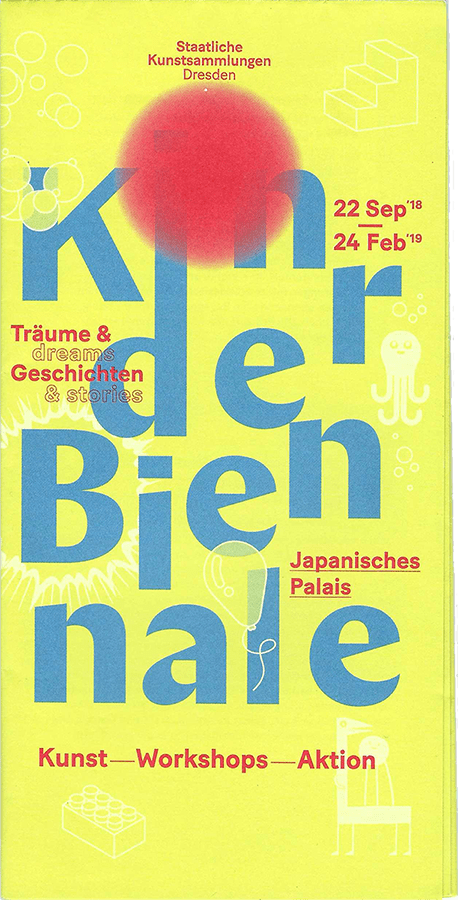 Staatliche
Kunstsammlungen
Dresden
Kinder
Biennale
22 Sep'18
—
24 Feb'19
Träume &
dreams
Geschichten
& stories
Japanisches
Palais
Kunst—Workshops—Aktion